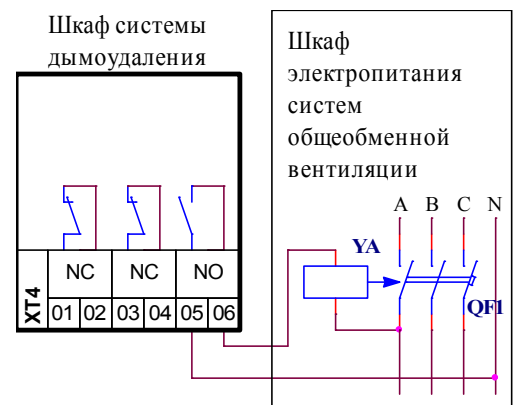 Шкаф системы
дымоудаления
Шкаф
электропитания
систем
общеобменной
вентиляции
A B C N
YA
QF1
XT4
NC NC NO
01 02 03 04 05 06